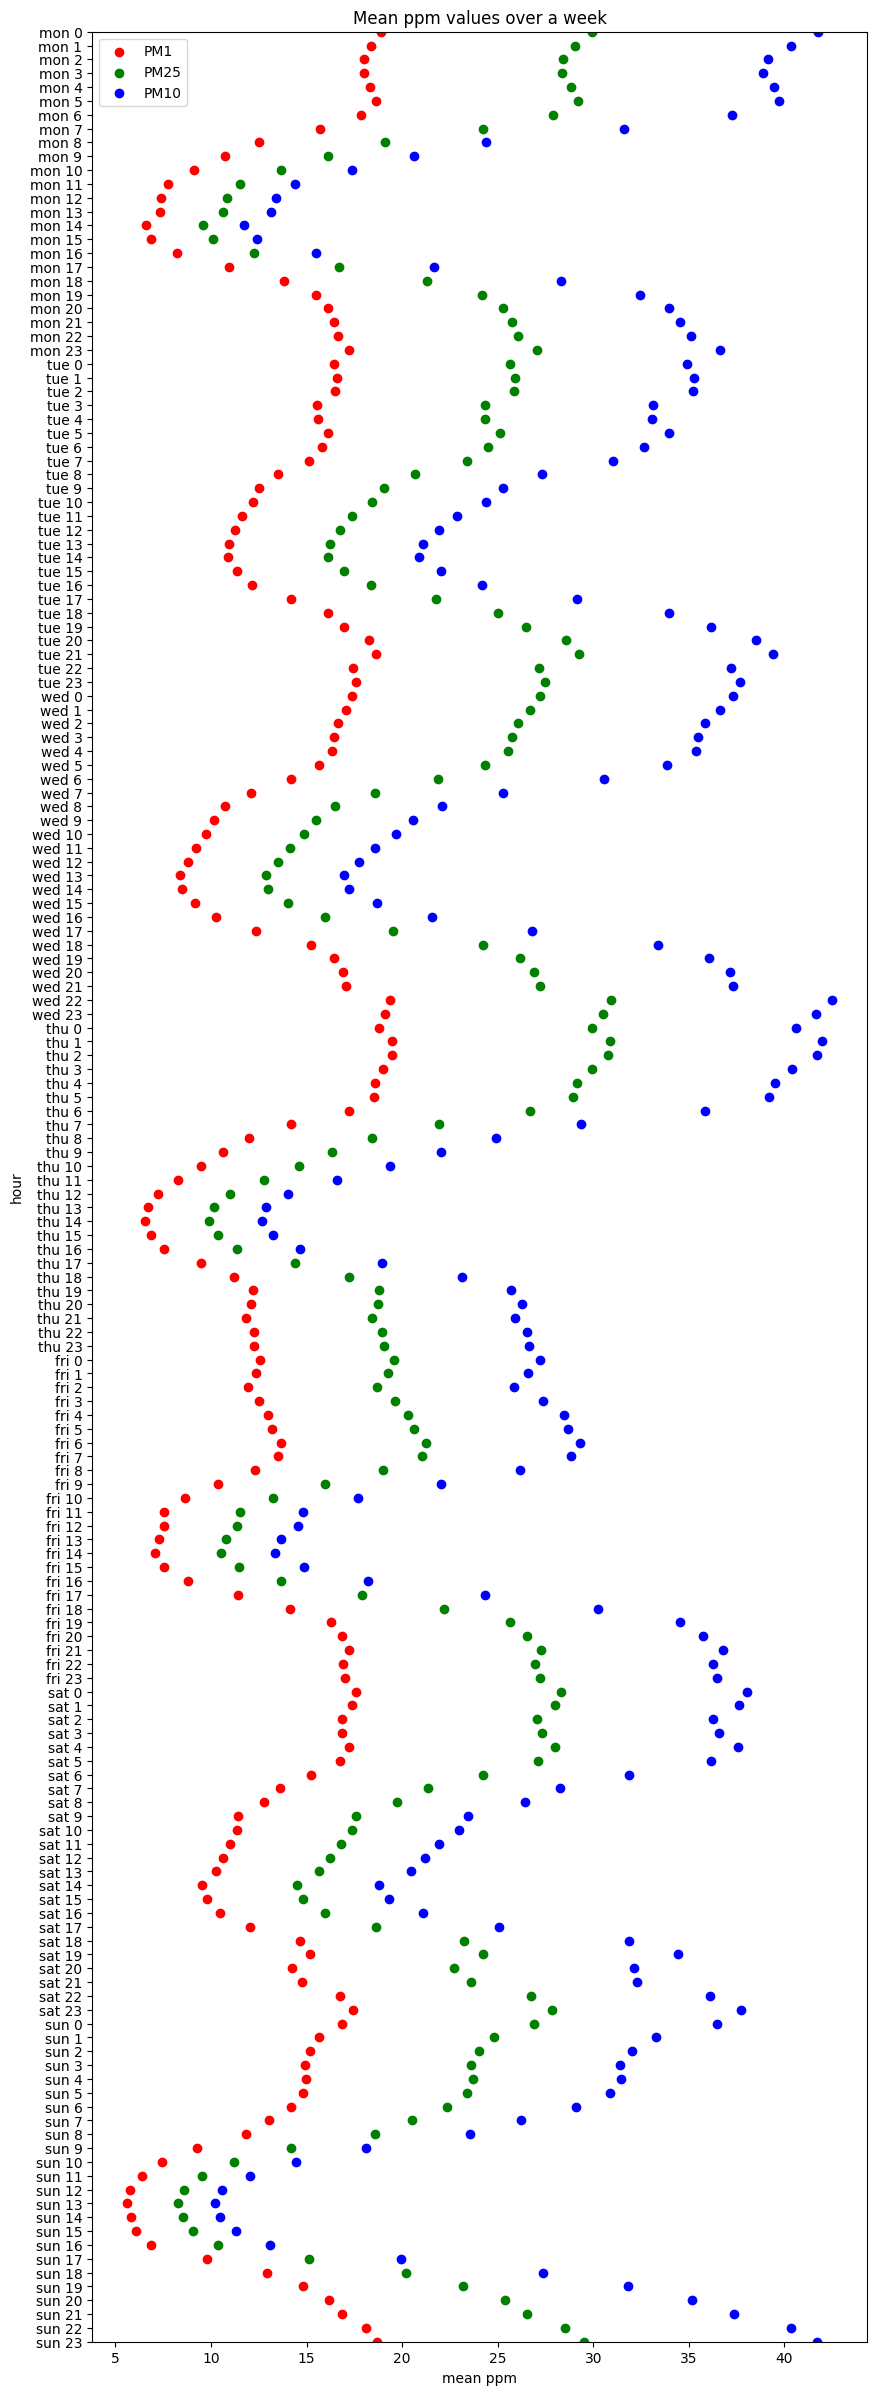 Mean ppm values over a week
PM1
PM25
PM10
mon 0
mon 1
mon 2
mon 3
mon 4
mon 5
mon 6
mon 7
mon 8
mon 9
mon 10
mon 11
mon 12
mon 13
mon 14
mon 15
mon 16
mon 17
mon 18
mon 19
mon 20
mon 21
mon 22
mon 23
tue 0
tue 1
tue 2
tue 3
tue 4
tue 5
tue 6
tue 7
tue 8
tue 9
tue 10
tue 11
tue 12
tue 13
tue 14
tue 15
tue 16
tue 17
tue 18
tue 19
tue 20
tue 21
tue 22
tue 23
wed 0
wed 1
wed 2
wed 3
wed 4
wed 5
wed 6
wed 7
wed 8
wed 9
wed 10
wed 11
wed 12
wed 13
wed 14
wed 15
wed 16
wed 17
wed 18
wed 19
wed 20
wed 21
wed 22
wed 23
thu 0
thu 1
thu 2
thu 3
thu 4
thu 5
thu 6
thu 7
thu 8
thu 9
thu 10
thu 11
thu 12
thu 13
thu 14
thu 15
thu 16
thu 17
thu 18
thu 19
thu 20
thu 21
thu 22
thu 23
fri 0
fri 1
fri 2
fri 3
fri 4
fri 5
fri 6
fri 7
fri 8
fri 9
fri 10
fri 11
fri 12
fri 13
fri 14
fri 15
fri 16
fri 17
fri 18
fri 19
fri 20
fri 21
fri 22
fri 23
sat 0
sat 1
sat 2
sat 3
sat 4
sat 5
sat 6
sat 7
sat 8
sat 9
sat 10
sat 11
sat 12
sat 13
sat 14
sat 15
sat 16
sat 17
sat 18
sat 19
sat 20
sat 21
sat 22
sat 23
sun 0
sun 1
sun 2
sun 3
sun 4
sun 5
sun 6
sun 7
sun 8
sun 9
sun 10
sun 11
sun 12
sun 13
sun 14
sun 15
sun 16
sun 17
sun 18
sun 19
sun 20
sun 21
sun 22
sun 23
hour
5 10 15 20 25 30 35 40
mean ppm